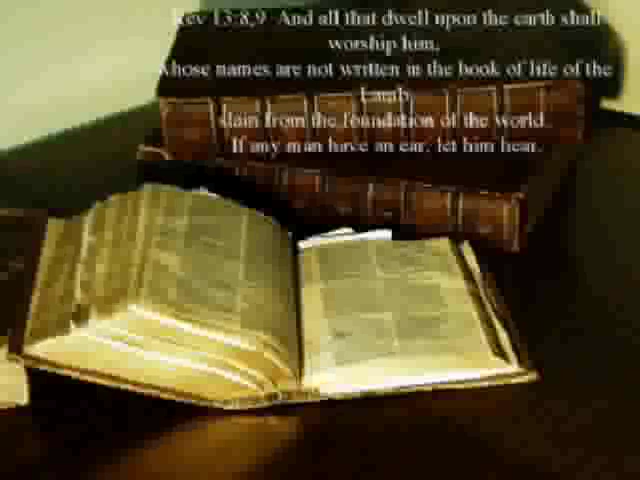 Rev 13:8,9 And all that dwell upon the earth shall
worship him,
whose names are not written in the book of life of the
Lamb,
slain from the foundation of the world.
If any man have an ear, let him hear.